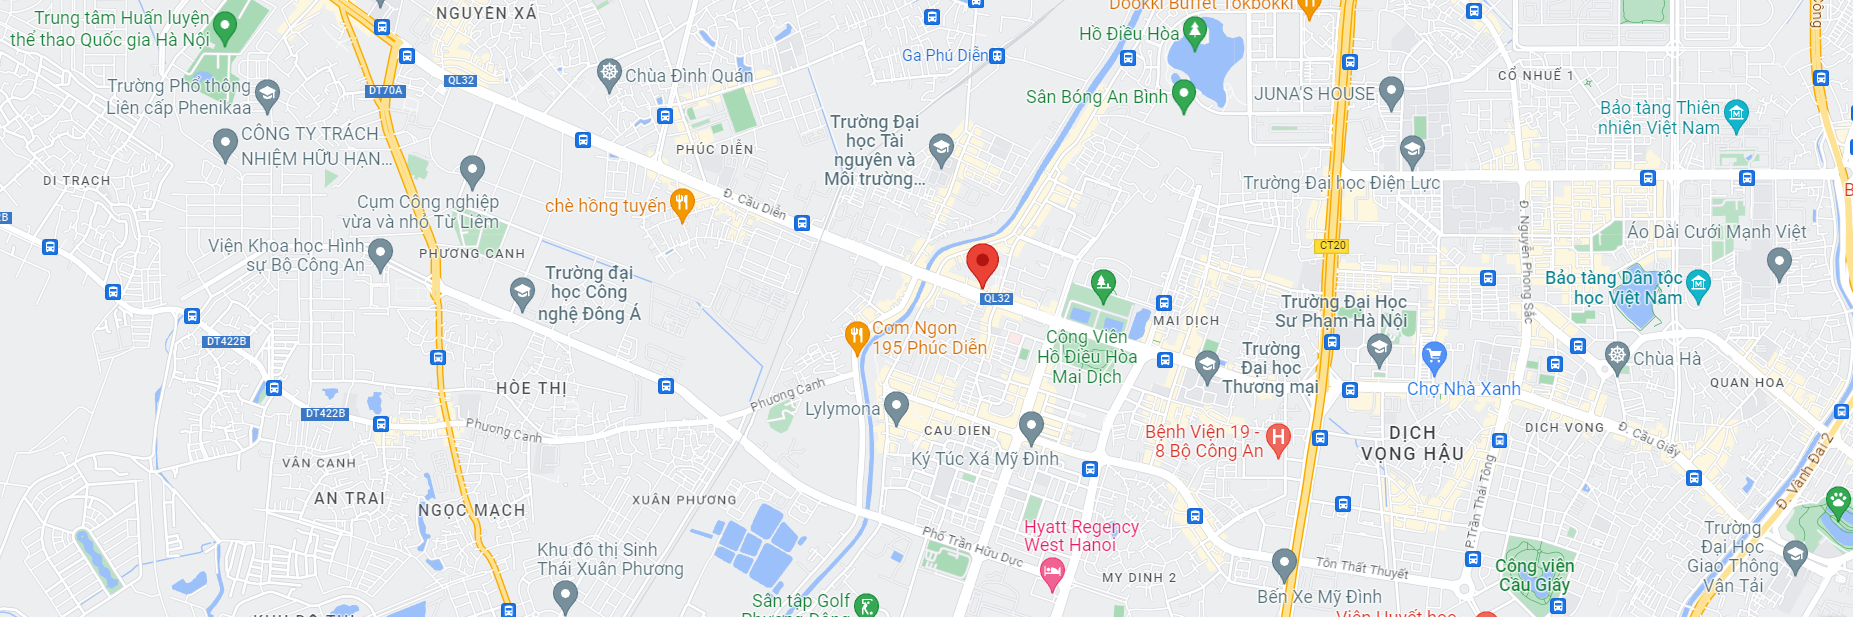 Trung tâm Huấn luyện
thể thao Quốc gia Hà Nội
NGUYÊN XÁ
Dookki Buffet Tokbokki
Hồ Điều Hòa
Ga Phú Diễn
QL32
DT70A
Chùa Đình Quán
Trường Phổ thông
Liên cấp Phenikaa
Sân Bóng An Bình
JUNA'S HOUSE
CỔ NHUẾ 1
Bảo tàng Thiên
nhiên Việt Nam
CÔNG TY TRÁCH
NHIỆM HỮU HẠN...
PHÚC DIỄN
Trường Đại
học Tài
nguyên và
Môi trường...
DI TRẠCH
Cụm Công nghiệp
vừa và nhỏ Từ Liêm
chè hồng tuyến
Đ. Cầu Diễn
Trường Đại học Điện Lực
Đ. Nguyễn Phong Sắc
Áo Dài Cưới Mạnh Việt
Viện Khoa học Hình
sự Bộ Công An
PHƯƠNG CANH
CT20
Trường đại
học Công
nghệ Đông Á
QL32
Bảo tàng Dân tộc
học Việt Nam
Trường Đại Học
Sư Phạm Hà Nội
MAI DỊCH
DT422B
Cơm Ngon
195 Phúc Diễn
Công Viên
Hồ Điều Hòa
Mai Dịch
Trường
Đại học
Thương mại
Chùa Hà
HÒE THỊ
Phương Canh
Chợ Nhà Xanh
QUAN HOA
DT422B
Phương Canh
Lylymona
CAU DIEN
Bệnh Viện 19 -
8 Bộ Công An
DỊCH
VỌNG HẬU
DICH VONG
Đ. Cầu Giấy
Đ. Vành Đai 2
VÂN CANH
Ký Túc Xá Mỹ Đình
AN TRAI
NGỌC MẠCH
XUÂN PHƯƠNG
P. Trần Thái Tông
Phố Trần Hữu Dực
Hyatt Regency
West Hanoi
Khu đô thị Sinh
Thái Xuân Phương
Tôn Thất Thuyết
Trường
Đại Học
Giao Thông
Vận Tải
MY DINH 2
Bến Xe Mỹ Đình
Công viên
Cầu Giấy
Sân tập Golf
Phương Đông
Viện Huyết học